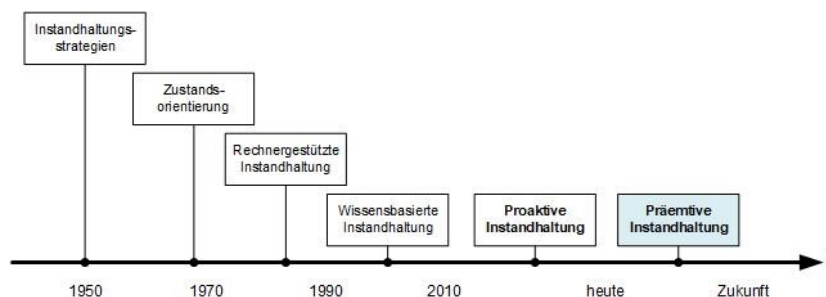 Instandhaltungs-
strategien
Zustands-
orientierung
Rechnergestützte
Instandhaltung
Wissensbasierte
Instandhaltung
Proaktive
Instandhaltung
Präemtive
Instandhaltung
1950
1970
1990
2010
heute
Zukunft